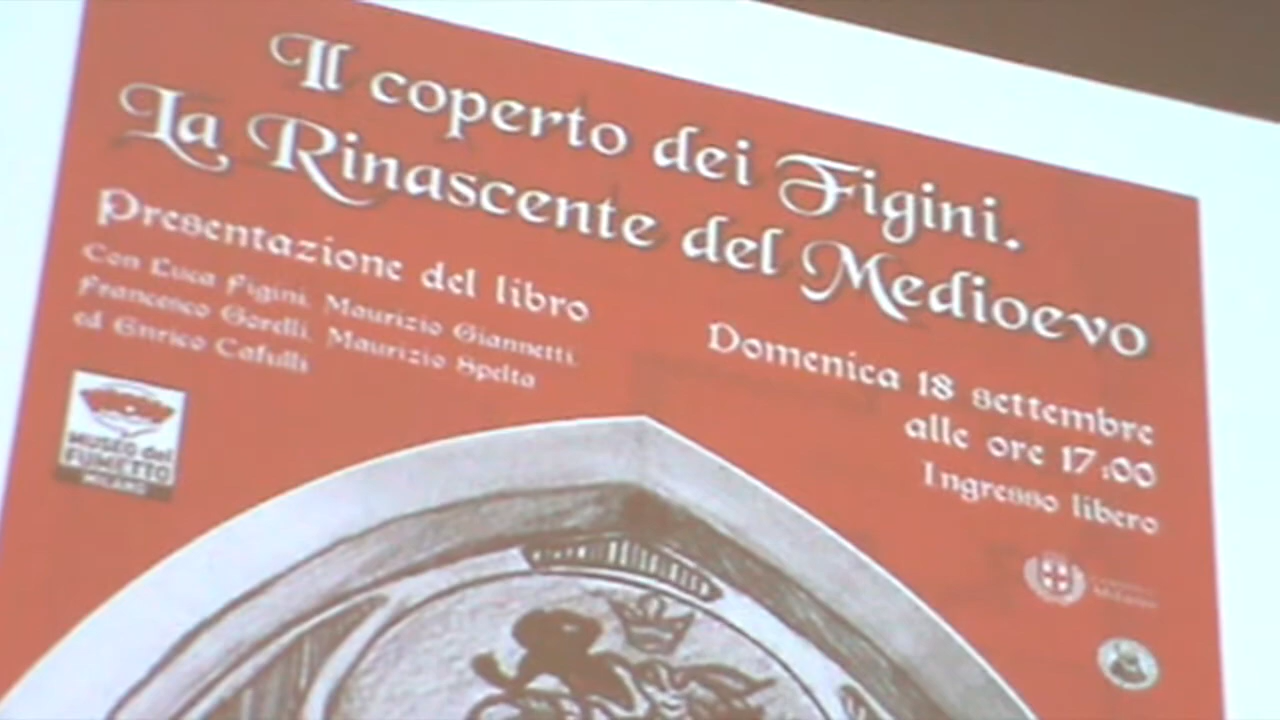 Il coperto dei Figini.
La Rinascente del Medioevo
Presentazione del libro
Con Luca Figini, Maurizio Giannetti,
Francesco Gorelli, Maurizio Spelta
ed Enrico Cafulli
Domenica 18 settembre
alle ore 17:00
Ingresso libero
MUSEO del
FUMETTO
MILANO